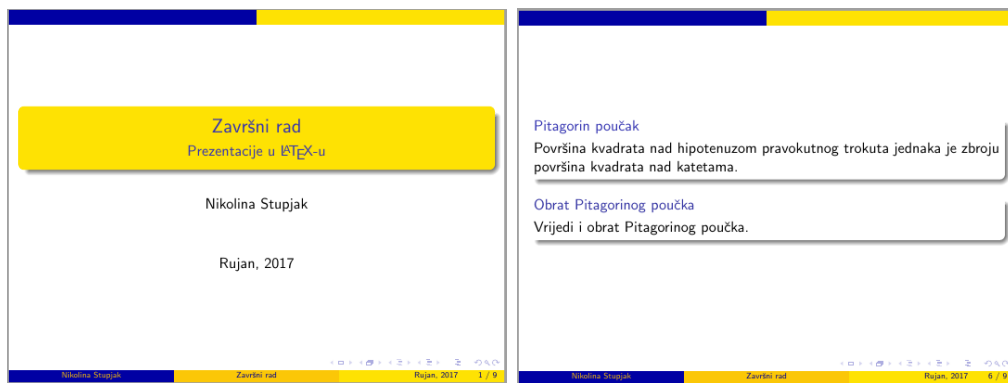 Završni rad
Prezentacije u LATEX-u
Nikolina Stupjak
Rujan, 2017
Nikolina Stupjak Završni rad Rujan, 2017 1 / 9
Pitagorin poučak
Površina kvadrata nad hipotenuzom pravokutnog trokuta jednaka je zbroju
površina kvadrata nad katetama.
Obrat Pitagorinog poučka
Vrijedi i obrat Pitagorinog poučka.
Nikolina Stupjak Završni rad Rujan, 2017 6 / 9